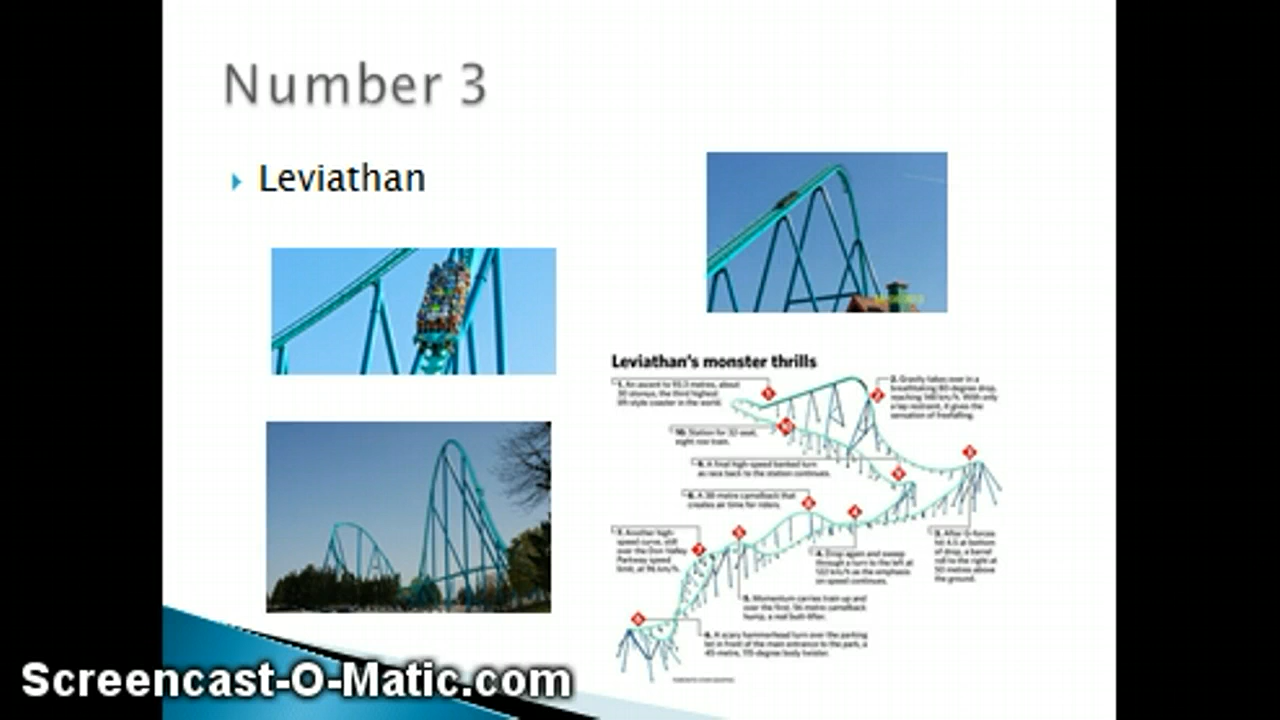 Number 3
Leviathan
Leviathan's monster thrills
1. An ascent to 93.3 metres, about
30 storeys, the third highest
lift-style coaster in the world.
2. Gravity takes over in a
breathtaking 80-degree drop,
reaching 148 km/h. With only
a lap restraint, it gives the
sensation of freefalling.
10. Station for 32-seat,
eight-row train.
9. A final high-speed banked turn
as race back to the station continues.
8. A 38-metre camelback that
creates air time for riders.
7. Another high-
speed curve, still
over the Don Valley
Parkway speed
limit, at 96 km/h.
4. Drop again and sweep
through a turn to the left at
as the emphasis
on speed continues.
3. After G-forces
hit 4.5 at bottom
of drop, a barrel
roll to the right at
50 metres above
the ground.
5. Momentum carries train up and
over the first, 56-metre camelback
hump, a real butt-lifter.
6. A scary hammerhead turn over the parking
lot in front of the main entrance to the park, a
45-metre, 115-degree body twister.
Screencast-O-Matic.com